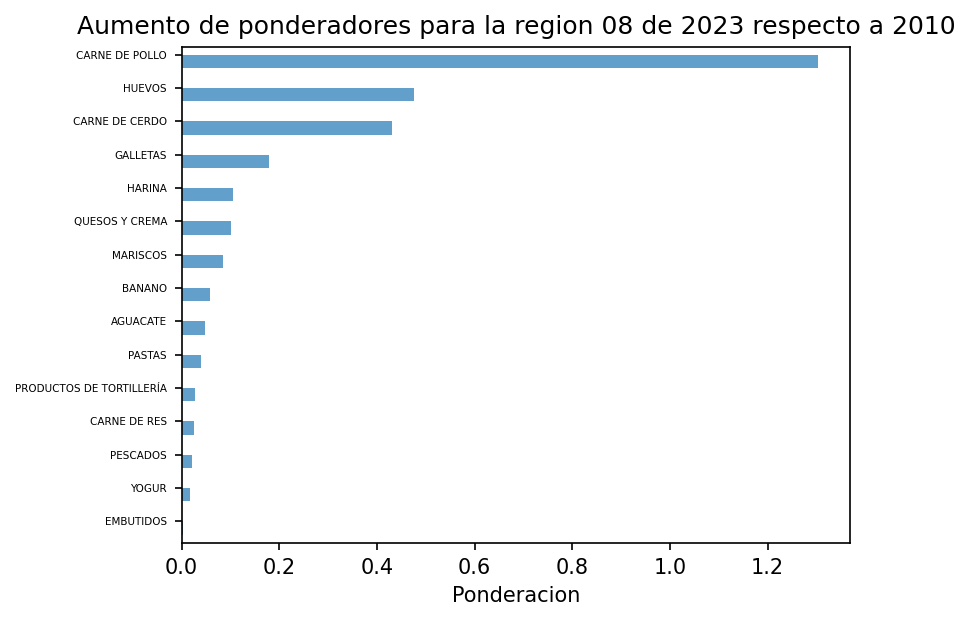 Aumento de ponderadores para la region 08 de 2023 respecto a 2010
CARNE DE POLLO
HUEVOS
CARNE DE CERDO
GALLETAS
HARINA
QUESOS Y CREMA
MARISCOS
BANANO
AGUACATE
PASTAS
PRODUCTOS DE TORTILLERÍA
CARNE DE RES
PESCADOS
YOGUR
EMBUTIDOS
0.0 0.2 0.4 0.6 0.8 1.0 1.2
Ponderacion